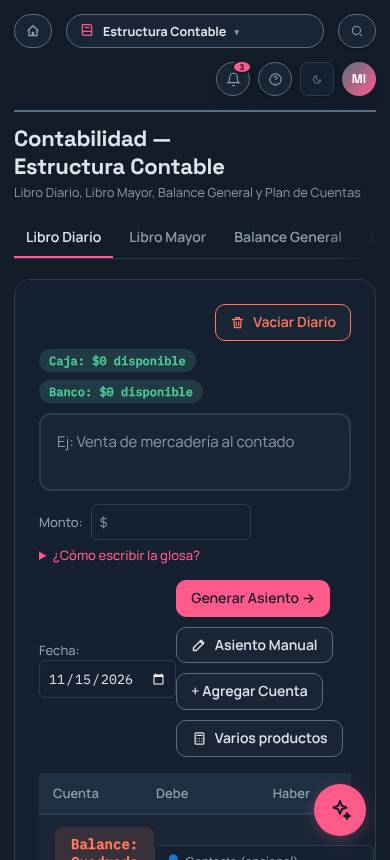 Estructura Contable ▾
3
MI
Contabilidad —
Estructura Contable
Libro Diario, Libro Mayor, Balance General y Plan de Cuentas
Libro Diario Libro Mayor Balance General
Vaciar Diario
Caja: $0 disponible
Banco: $0 disponible
Ej: Venta de mercadería al contado
Monto: $
▶ ¿Cómo escribir la glosa?
Generar Asiento →
Asiento Manual
Fecha:
11/15/2026
+ Agregar Cuenta
Varios productos
Cuenta Debe Haber
Balance: